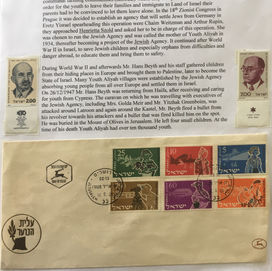 order for the youth to leave their families and immigrate to Land of Israel their
parents had be convinced to let them leave alone. In the 18th Zionist Congress in
Prague it was decided to establish an agency that will settle Jews from Germany in
Eretz Yisrael spearheading this operation were Chaim Weizman and Arthur Rupin,
they approached Henrietta Szold and asked her to be in charge of this operation. She
was chosen to run the Jewish Agency and was called the mother of Youth Aliyah in
1934, thereafter becoming a project of the Jewish Agency. It continued after World
War II in Israel, to save Jewish children and especially orphans from difficulties and
danger abroad, to educate them and bring them to safety.
During World War II and afterwards Mr. Hans Beyth and his staff gathered children
from their hiding places in Europe and brought them to Palestine, later to become the
State of Israel. Many Youth Aliyah villages were established by the Jewish Agency
absorbing young people from all over Europe and settled them in Israel.
On 26/12/1947 Mr. Hans Beyth was returning from Haifa, after receiving and caring
for youth from Cyprus. The caravan on which he was travelling with executives of
the Jewish Agency, including Mrs. Golda Meir and Mr. Yitzhak Greenboim, was
attacked around Latroon and again around the Kastel, Mr. Beyth fired a bullet from
his revolver towards his attackers and a bullet that was fired killed him on the spot.
He was buried in the Mount of Olives in Jerusalem. He left four small children. At the
time of his death Youth Aliyah had over ten thousand youth.
200
200
25
10
5
50
60
55
ישראל
ISRAEL
עלית
הנוער